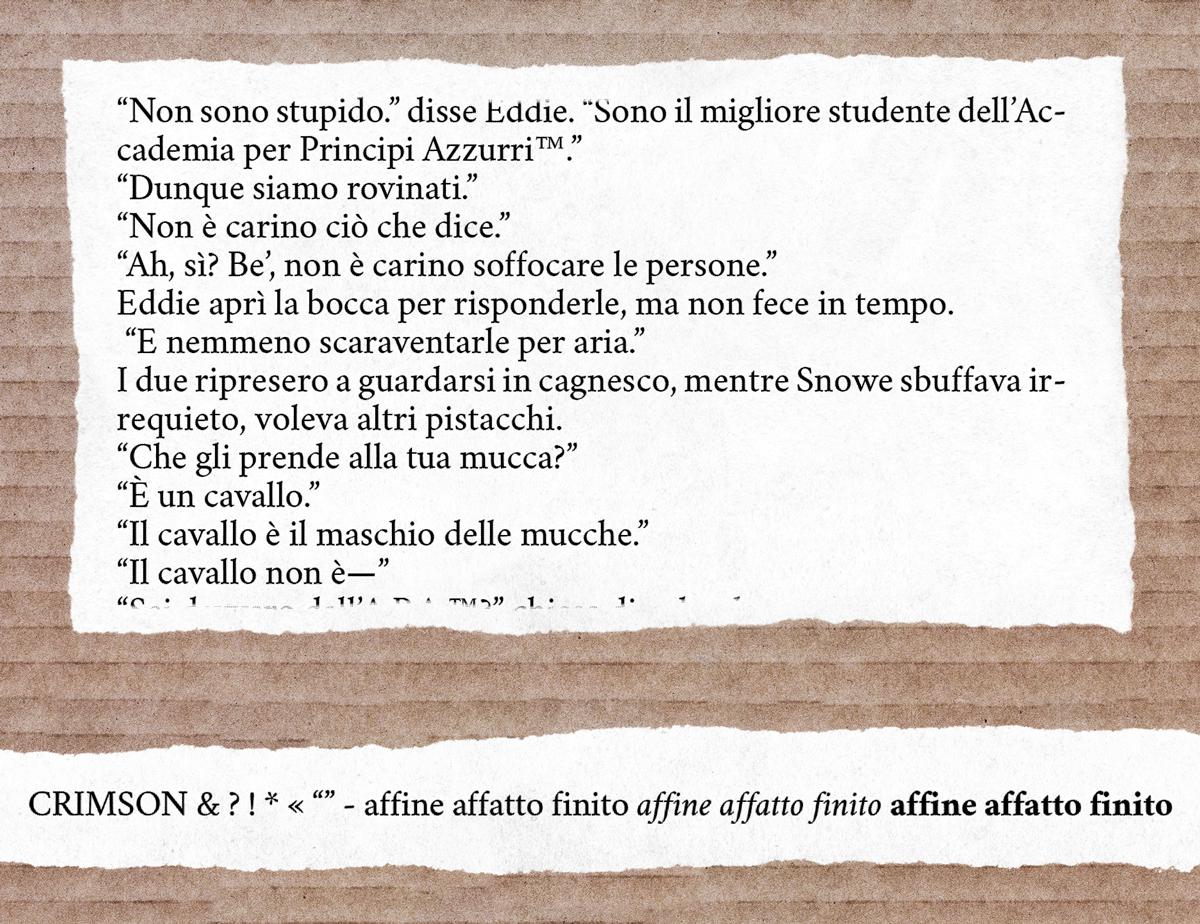 “Non sono stupido.” disse Eddie. “Sono il migliore studente dell’Ac-
cademia per Principi Azzurri™.”
“Dunque siamo rovinati.”
“Non è carino ciò che dice.”
“Ah, sì? Be’, non è carino soffocare le persone.”
Eddie aprì la bocca per risponderle, ma non fece in tempo.
“E nemmeno scaraventarle per aria.”
I due ripresero a guardarsi in cagnesco, mentre Snowe sbuffava ir-
requieto, voleva altri pistacchi.
“Che gli prende alla tua mucca?”
“È un cavallo.”
“Il cavallo è il maschio delle mucche.”
“Il cavallo non è—”
CRIMSON & ? ! * « “” - affine affatto finito affine affatto finito affine affatto finito